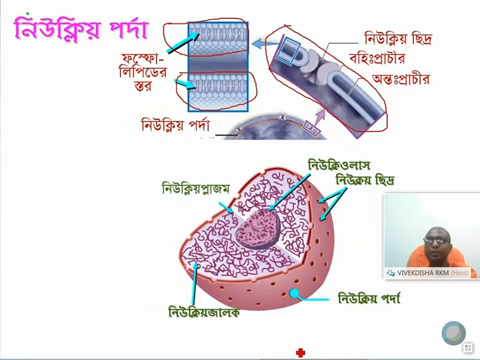 নিউক্লিয় পর্দা
ফস্ফো-
লিপিডের
স্তর
নিউক্লিয় ছিদ্র
বহিঃপ্রাচীর
অন্তঃপ্রাচীর
নিউক্লিয় পর্দা
নিউক্লিওলাস
নিউক্লিয় ছিদ্র
নিউক্লিয়প্লাজম
VIVEKDISHA RKM (Host)
নিউক্লিয় পর্দা
নিউক্লিয়জালক